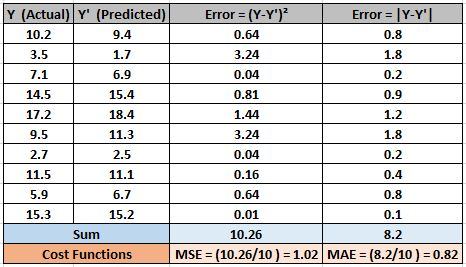 Y (Actual) Y' (Predicted) Error = (Y-Y')² Error = |Y-Y'|
10.2 9.4 0.64 0.8
3.5 1.7 3.24 1.8
7.1 6.9 0.04 0.2
14.5 15.4 0.81 0.9
17.2 18.4 1.44 1.2
9.5 11.3 3.24 1.8
2.7 2.5 0.04 0.2
11.5 11.1 0.16 0.4
5.9 6.7 0.64 0.8
15.3 15.2 0.01 0.1
Sum 10.26 8.2
Cost Functions MSE = (10.26/10 ) = 1.02 MAE = (8.2/10 ) = 0.82